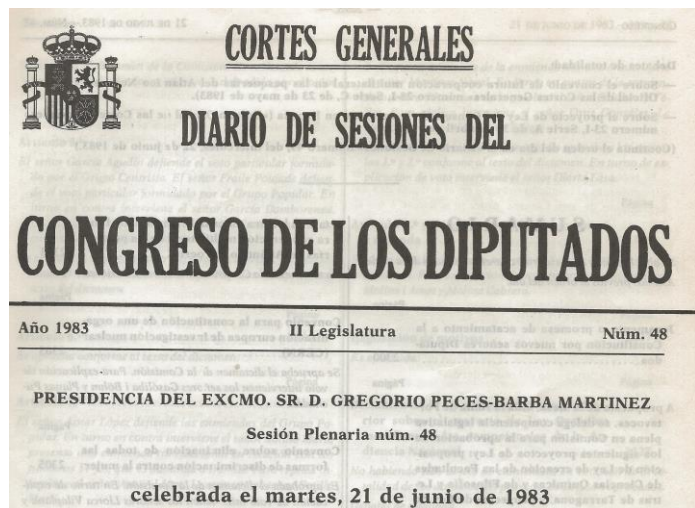 CORTES GENERALES
DIARIO DE SESIONES DEL
CONGRESO DE LOS DIPUTADOS
Año 1983 II Legislatura Núm. 48
PRESIDENCIA DEL EXCMO. SR. D. GREGORIO PECES-BARBA MARTINEZ
Sesión Plenaria núm. 48
celebrada el martes, 21 de junio de 1983